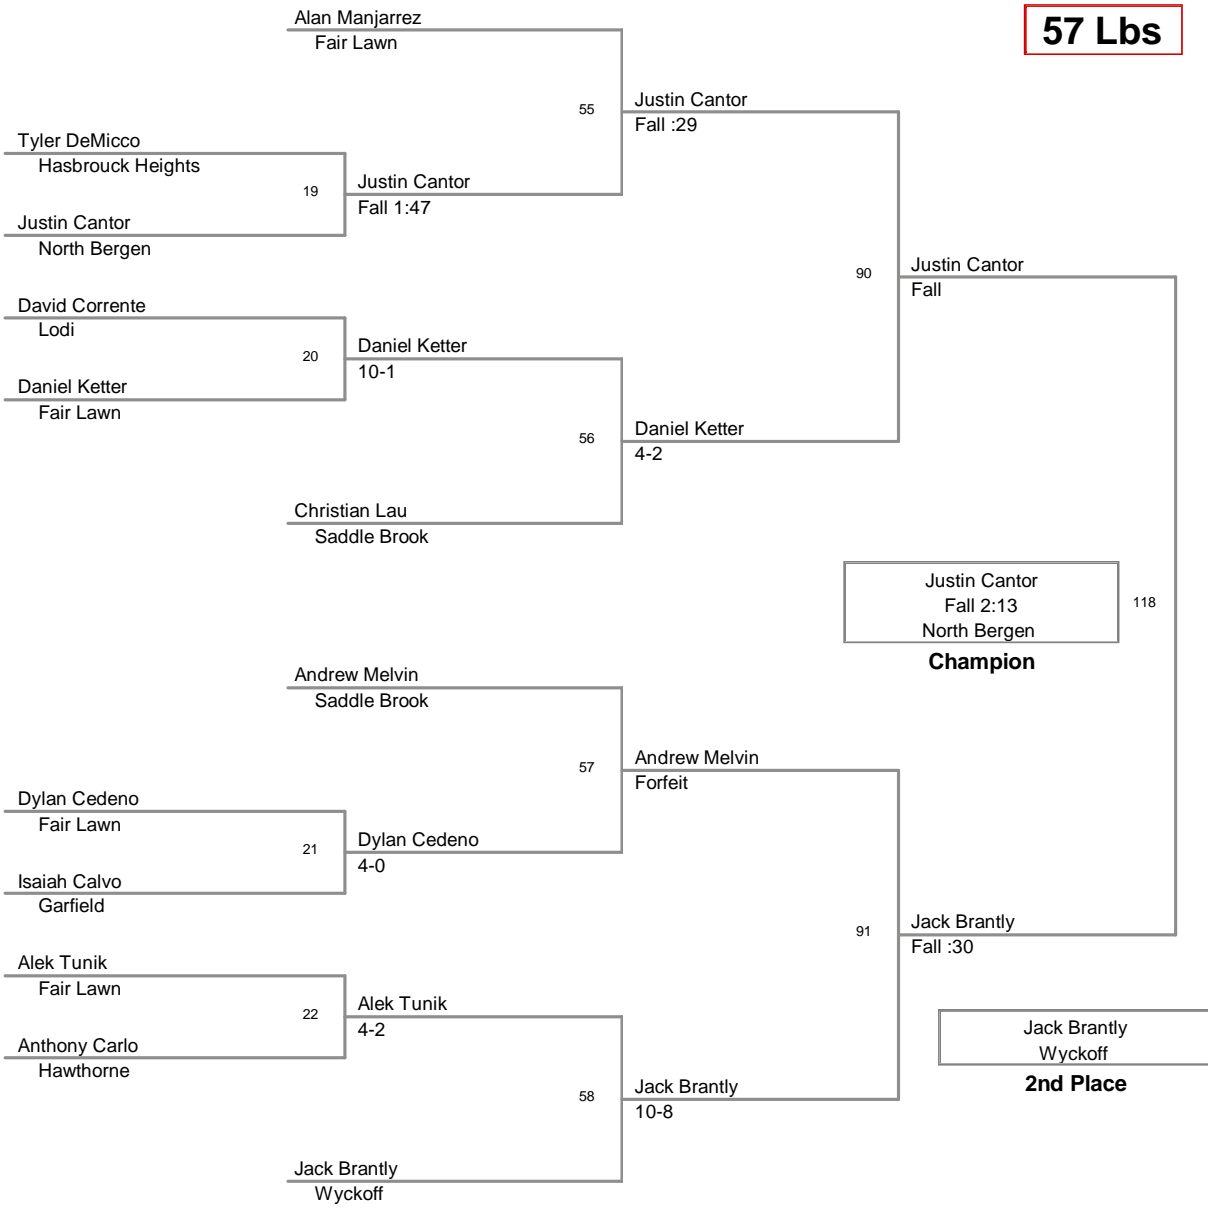 Alan Manjarrez
Fair Lawn
57 Lbs
55
Justin Cantor
Fall :29
Tyler DeMicco
Hasbrouck Heights
19
Justin Cantor
Fall 1:47
Justin Cantor
North Bergen
90
Justin Cantor
Fall
David Corrente
Lodi
20
Daniel Ketter
10-1
Daniel Ketter
Fair Lawn
56
Daniel Ketter
4-2
Christian Lau
Saddle Brook
Justin Cantor
Fall 2:13
North Bergen
118
Champion
Andrew Melvin
Saddle Brook
57
Andrew Melvin
Forfeit
Dylan Cedeno
Fair Lawn
21
Dylan Cedeno
4-0
Isaiah Calvo
Garfield
91
Jack Brantly
Fall :30
Alek Tunik
Fair Lawn
22
Alek Tunik
4-2
Anthony Carlo
Hawthorne
Jack Brantly
Wyckoff
2nd Place
58
Jack Brantly
10-8
Jack Brantly
Wyckoff